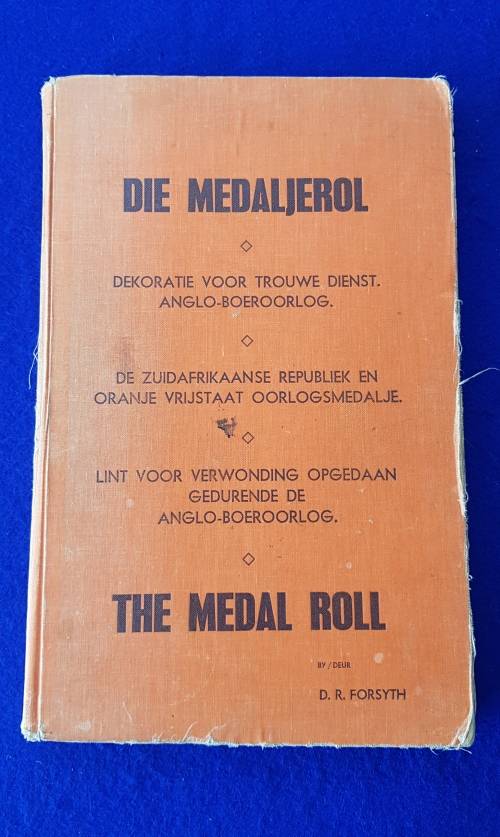 DIE MEDALJEROL
DEKORATIE VOOR TROUWE DIENST.
ANGLO-BOEROORLOG.
DE ZUIDAFRIKAANSE REPUBLIEK EN
ORANJE VRIJSTAAT OORLOGSMEDALJE.
LINT VOOR VERWONDING OPGEDAAN
GEDURENDE DE
ANGLO-BOEROORLOG.
THE MEDAL ROLL
BY / DEUR
D. R. FORSYTH